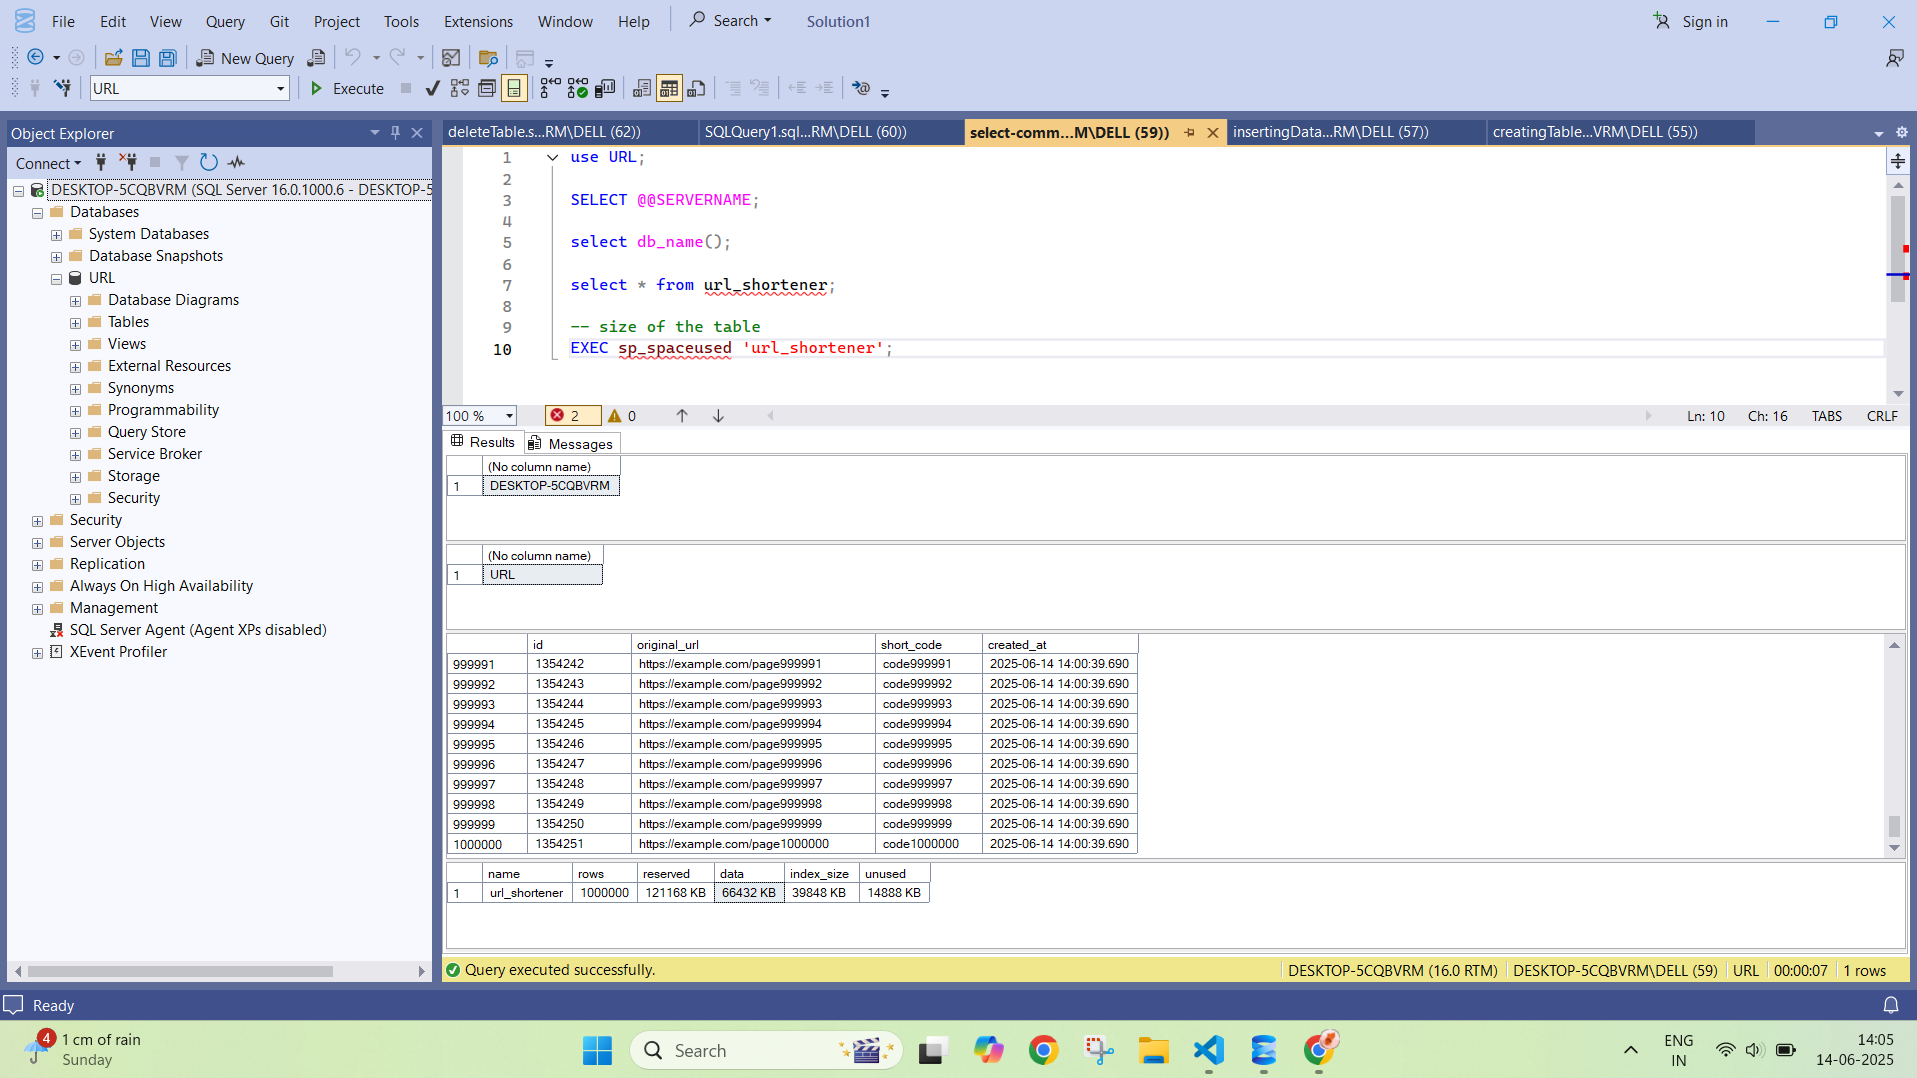 File Edit View Query Git Project Tools Extensions Window Help Search Solution1 Sign in
New Query
URL Execute
Object Explorer
Connect
DESKTOP-5CQBVRM (SQL Server 16.0.1000.6 - DESKTOP-5
Databases
System Databases
Database Snapshots
URL
Database Diagrams
Tables
Views
External Resources
Synonyms
Programmability
Query Store
Service Broker
Storage
Security
Security
Server Objects
Replication
Always On High Availability
Management
SQL Server Agent (Agent XPs disabled)
XEvent Profiler
deleteTable.s...RM\DELL (62)) SQLQuery1.sql...RM\DELL (60)) select-comm...M\DELL (59)) insertingData...RM\DELL (57)) creatingTable...VRM\DELL (55))
1 use URL;
2
3 SELECT @@SERVERNAME;
4
5 select db_name();
6
7 select * from url_shortener;
8
9 -- size of the table
10 EXEC sp_spaceused 'url_shortener';
100 % 2 0 Ln: 10 Ch: 16 TABS CRLF
Results Messages
(No column name)
1 DESKTOP-5CQBVRM
(No column name)
1 URL
id original_url short_code created_at
999991 1354242 https://example.com/page999991 code999991 2025-06-14 14:00:39.690
999992 1354243 https://example.com/page999992 code999992 2025-06-14 14:00:39.690
999993 1354244 https://example.com/page999993 code999993 2025-06-14 14:00:39.690
999994 1354245 https://example.com/page999994 code999994 2025-06-14 14:00:39.690
999995 1354246 https://example.com/page999995 code999995 2025-06-14 14:00:39.690
999996 1354247 https://example.com/page999996 code999996 2025-06-14 14:00:39.690
999997 1354248 https://example.com/page999997 code999997 2025-06-14 14:00:39.690
999998 1354249 https://example.com/page999998 code999998 2025-06-14 14:00:39.690
999999 1354250 https://example.com/page999999 code999999 2025-06-14 14:00:39.690
1000000 1354251 https://example.com/page1000000 code1000000 2025-06-14 14:00:39.690
name rows reserved data index_size unused
1 url_shortener 1000000 121168 KB 66432 KB 39848 KB 14888 KB
Query executed successfully. DESKTOP-5CQBVRM (16.0 RTM) DESKTOP-5CQBVRM\DELL (59) URL 00:00:07 1 rows
Ready
4 1 cm of rain
Sunday
Search
ENG
IN
14:05
14-06-2025